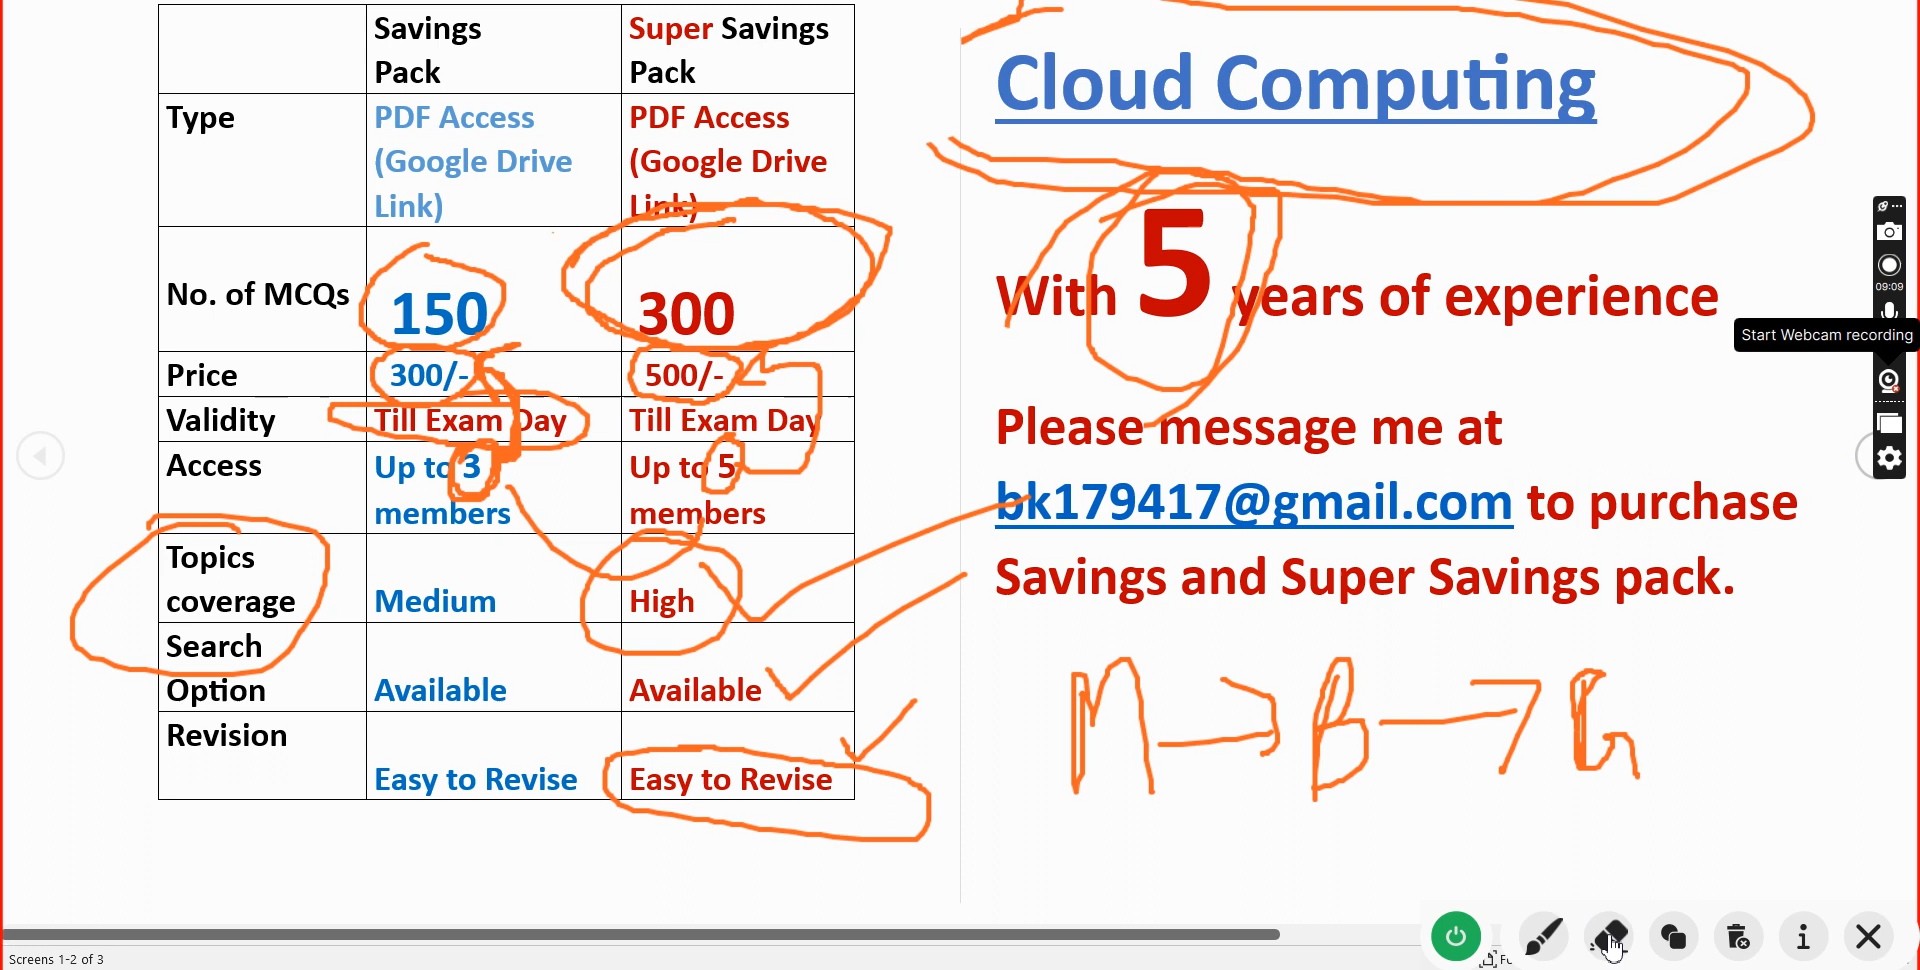 Savings
Pack
Super Savings
Pack
Type
PDF Access
(Google Drive
Link)
PDF Access
(Google Drive
Link)
No. of MCQs
150
300
Price
300/-
500/-
Validity
Till Exam Day
Till Exam Day
Access
Up to 3
members
Up to 5
members
Topics
coverage
Medium
High
Search
Option
Available
Available
Revision
Easy to Revise
Easy to Revise
Cloud Computing
With 5 years of experience
Please message me at
bk179417@gmail.com to purchase
Savings and Super Savings pack.
M B G
09:09
Start Webcam recording
Screens 1-2 of 3